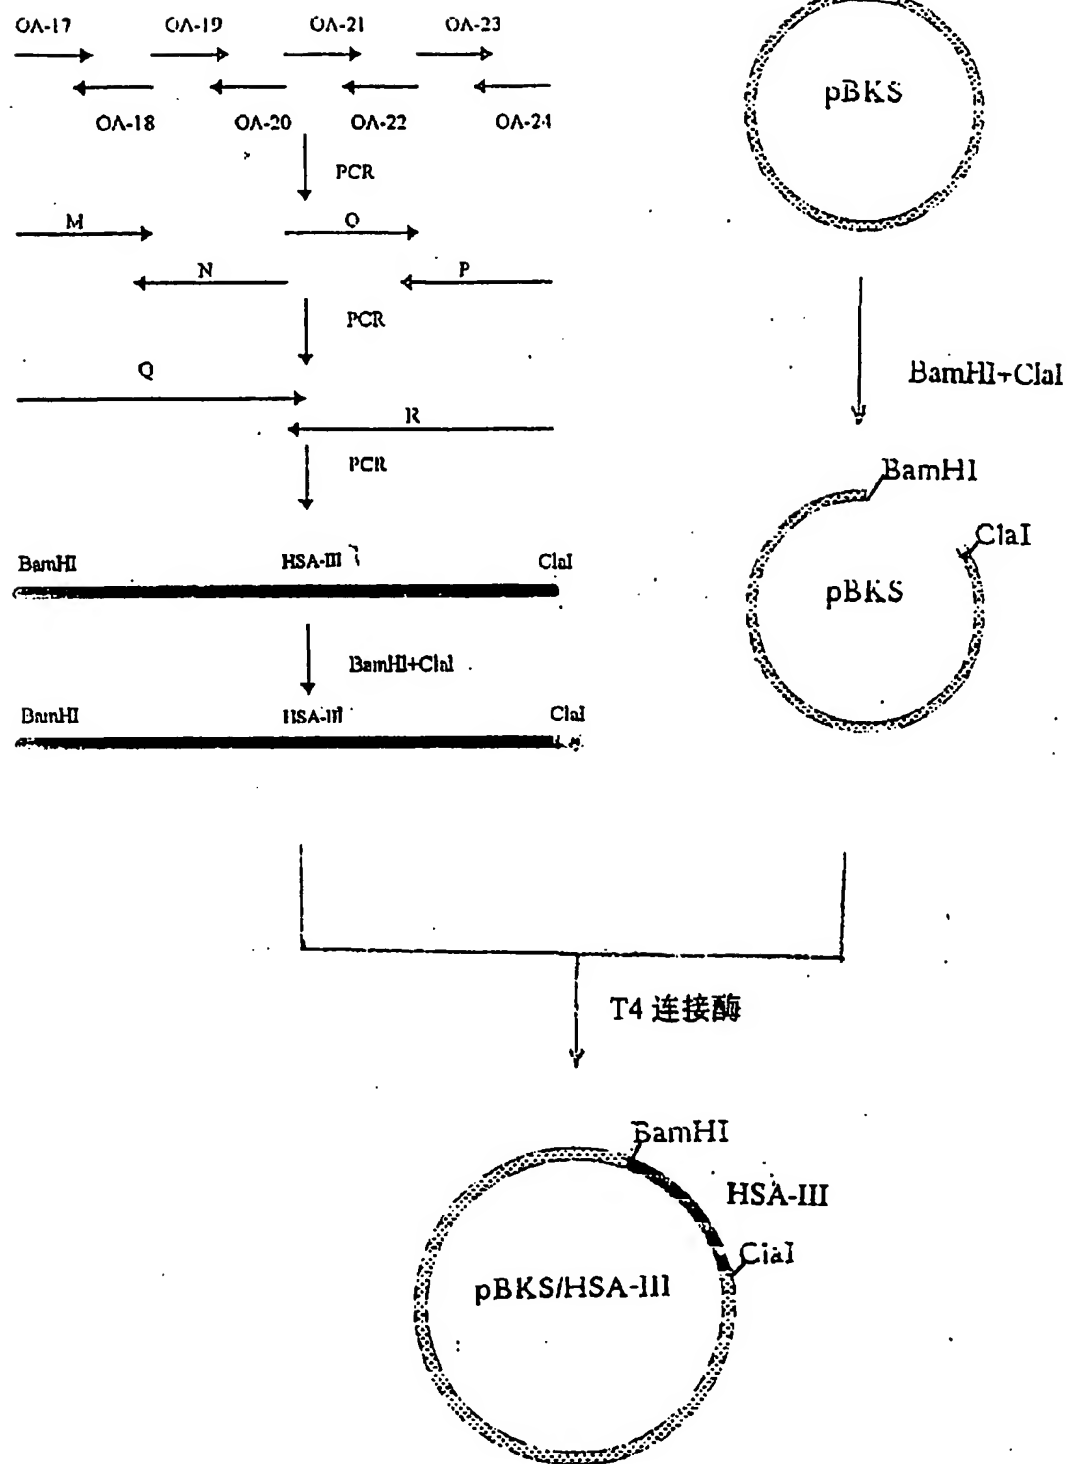 OA-17 OA-19 OA-21 OA-23
OA-18 OA-20 OA-22 OA-24
PCR
M O
N P
PCR
Q
R
PCR
BamHI HSA-III ClaI
BamHI+ClaI
BamHI HSA-III ClaI
pBKS
BamHI+ClaI
BamHI
ClaI
pBKS
T4 连接酶
BamHI
HSA-III
ClaI
pBKS/HSA-III